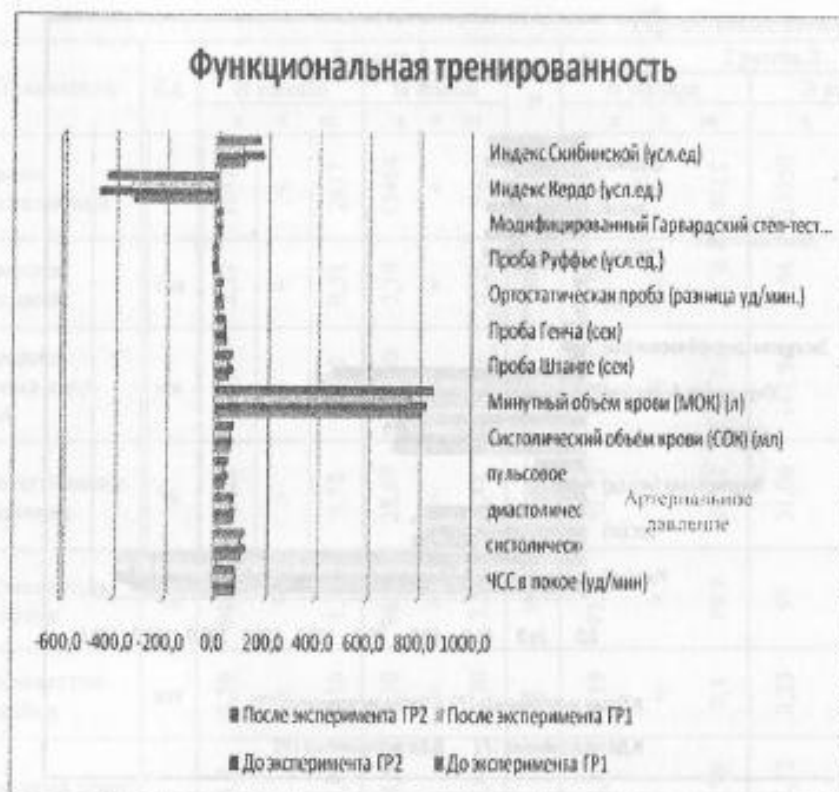 Функциональная тренированность
Индекс Скибинской (усл.ед)
Индекс Кердо (усл.ед.)
Модифицированный Гарвардский степ-тест...
Проба Руффье (усл.ед.)
Ортостатическая проба (разница уд/мин.)
Проба Генча (сек)
Проба Штанге (сек)
Минутный объём крови (МОК) (л)
Систолический объём крови (СОК) (мл)
пульсовое
диастоличес
Артериальное
давление
систолическ
ЧСС в покое (уд/мин)
-600,0 -400,0 -200,0 0,0 200,0 400,0 600,0 800,0 1000,0
После эксперимента ГР2 После эксперимента ГР1
До эксперимента ГР2 До эксперимента ГР1